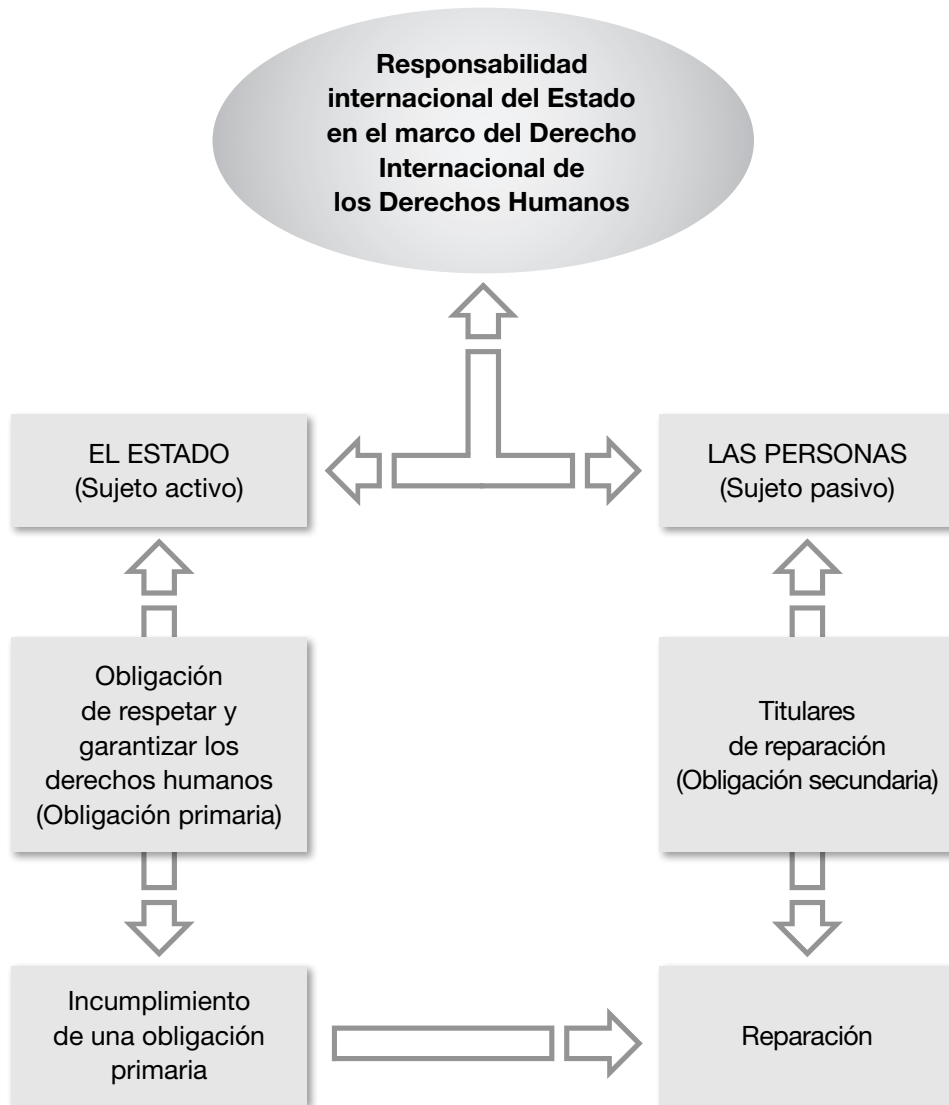 Responsabilidad
internacional del Estado
en el marco del Derecho
Internacional de
los Derechos Humanos
EL ESTADO
(Sujeto activo)
LAS PERSONAS
(Sujeto pasivo)
Obligación
de respetar y
garantizar los
derechos humanos
(Obligación primaria)
Titulares
de reparación
(Obligación secundaria)
Incumplimiento
de una obligación
primaria
Reparación